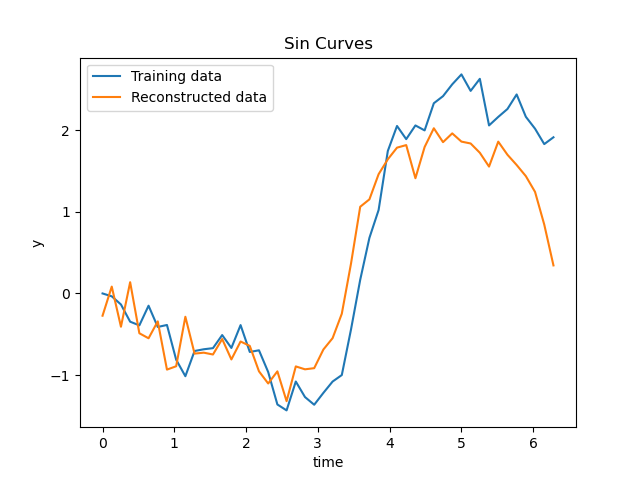 Sin Curves
Training data
Reconstructed data
2
1
0
−1
y
0 1 2 3 4 5 6
time